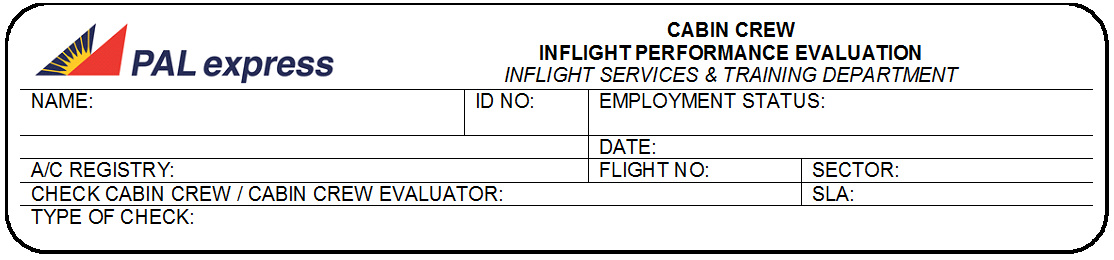 PAL express
CABIN CREW
INFLIGHT PERFORMANCE EVALUATION
INFLIGHT SERVICES & TRAINING DEPARTMENT
NAME: ID NO: EMPLOYMENT STATUS:
DATE:
A/C REGISTRY: FLIGHT NO: SECTOR:
CHECK CABIN CREW / CABIN CREW EVALUATOR: SLA:
TYPE OF CHECK: